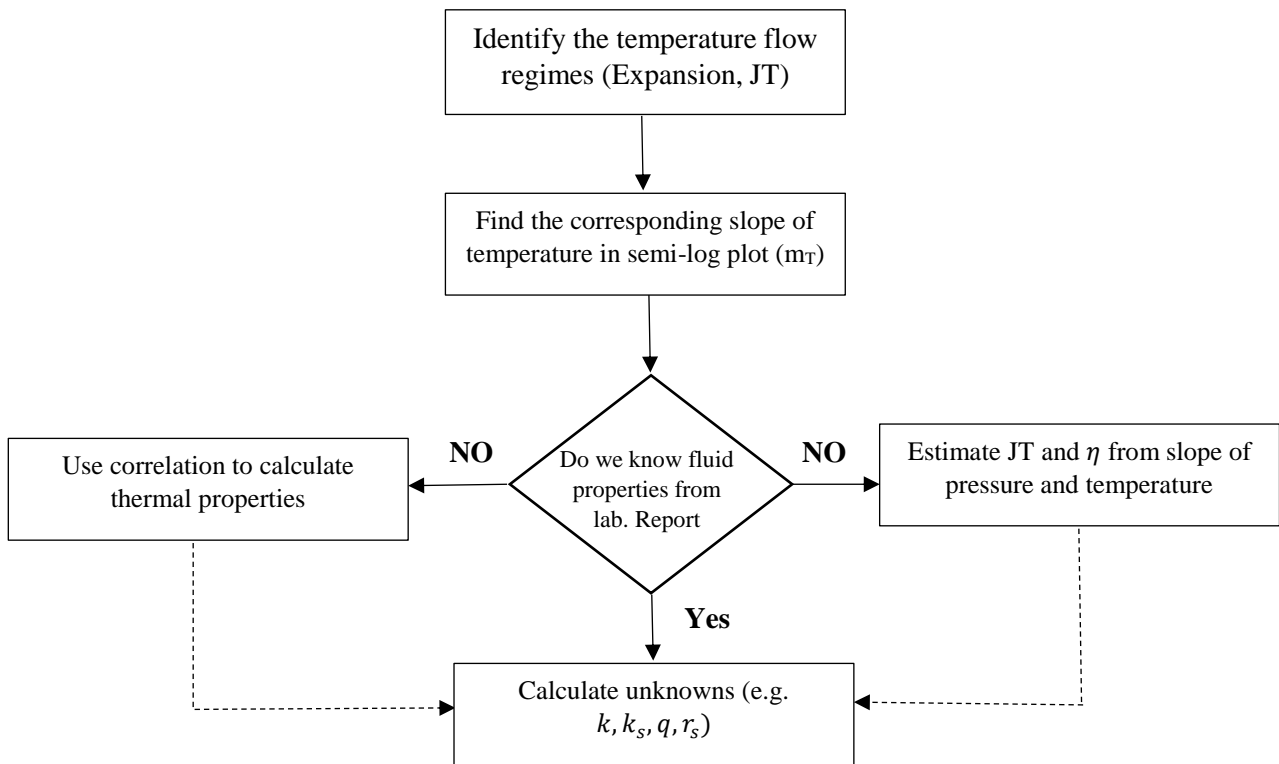 Identify the temperature flow
regimes (Expansion, JT)
Find the corresponding slope of
temperature in semi-log plot (mT)
NO
NO
Use correlation to calculate
thermal properties
Do we know fluid
properties from
lab. Report
Estimate JT and η from slope of
pressure and temperature
Yes
Calculate unknowns (e.g.
k, kₛ, q, rₛ)